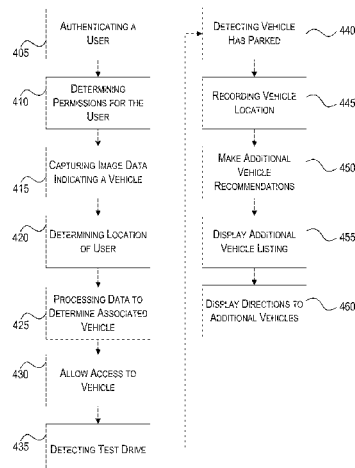 AUTHENTICATING A
USER
405
DETERMINING
PERMISSIONS FOR THE
USER
410
CAPTURING IMAGE DATA
INDICATING A VEHICLE
415
DETERMINING LOCATION
OF USER
420
PROCESSING DATA TO
DETERMINE ASSOCIATED
VEHICLE
425
ALLOW ACCESS TO
VEHICLE
430
DETECTING TEST DRIVE
435
DETECTING VEHICLE
HAS PARKED
440
RECORDING VEHICLE
LOCATION
445
MAKE ADDITIONAL
VEHICLE
RECOMMENDATIONS
450
DISPLAY ADDITIONAL
VEHICLE LISTING
455
DISPLAY DIRECTIONS TO
ADDITIONAL VEHICLES
460